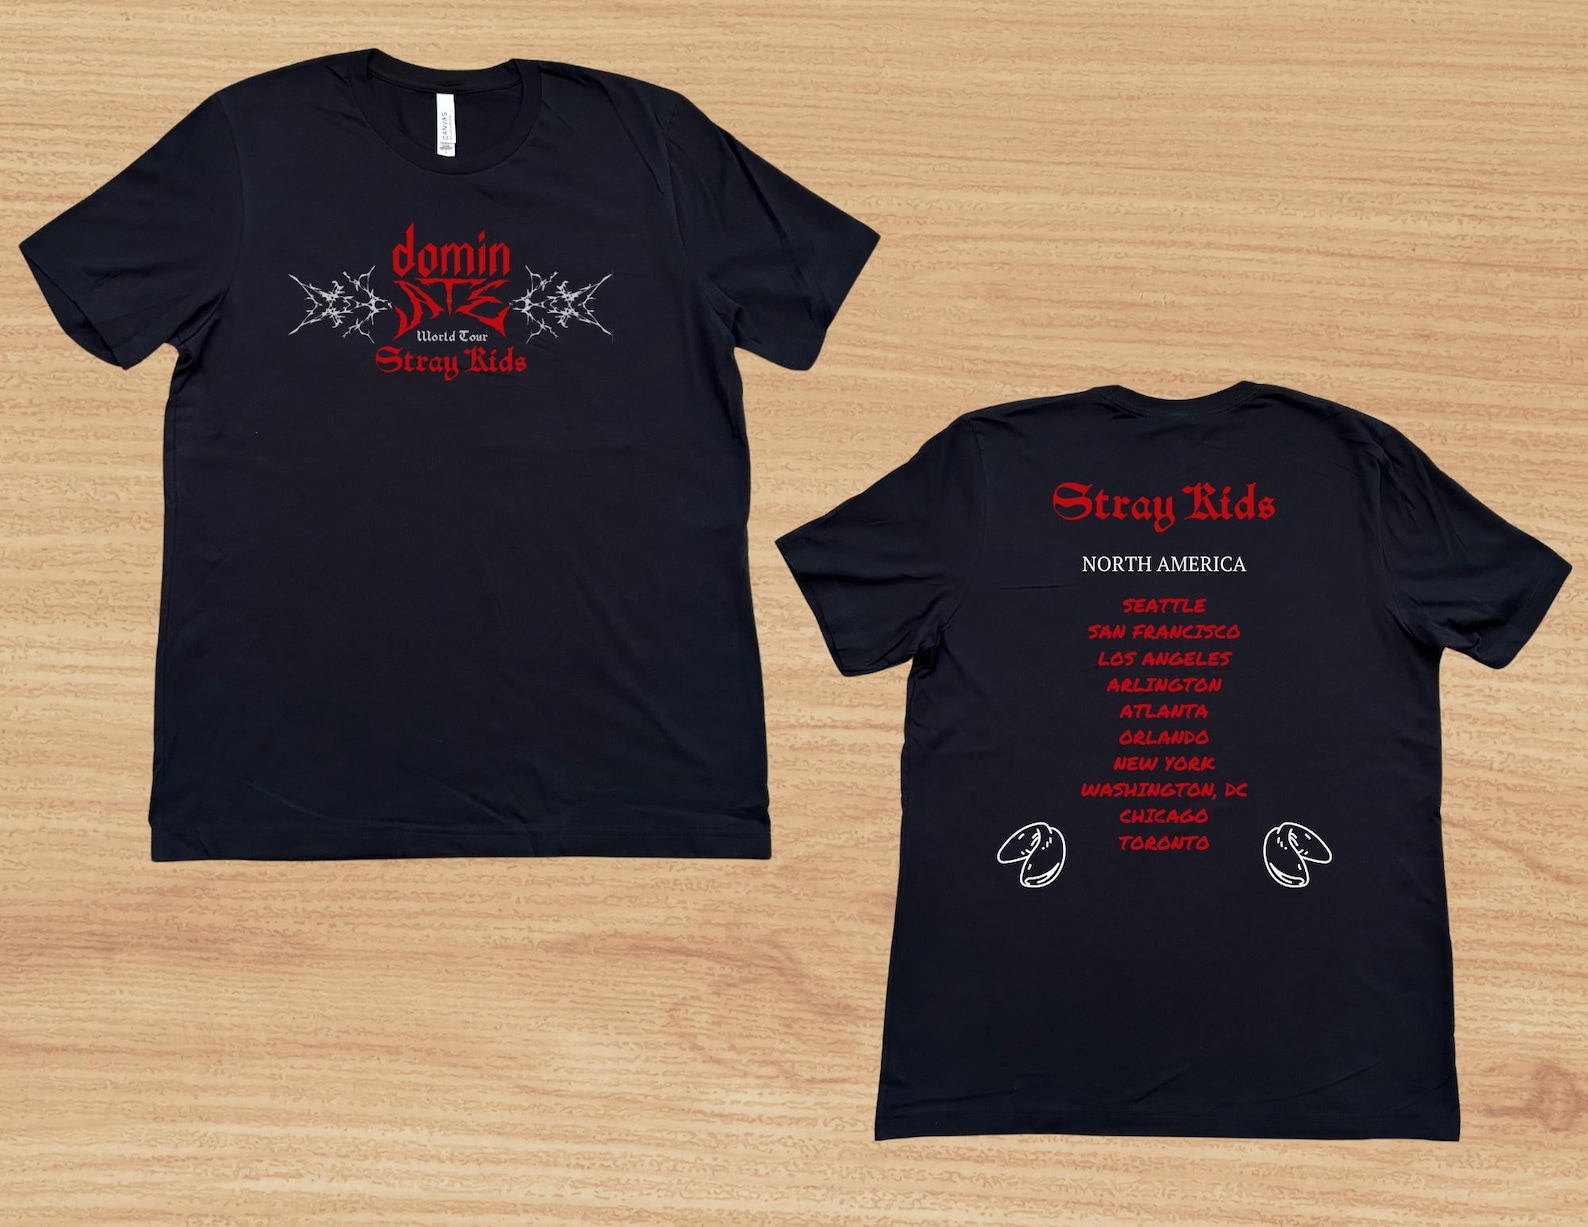 CANVAS
domin
ATE
World Tour
Stray Kids
Stray Kids
NORTH AMERICA
SEATTLE
SAN FRANCISCO
LOS ANGELES
ARLINGTON
ATLANTA
ORLANDO
NEW YORK
WASHINGTON, DC
CHICAGO
TORONTO